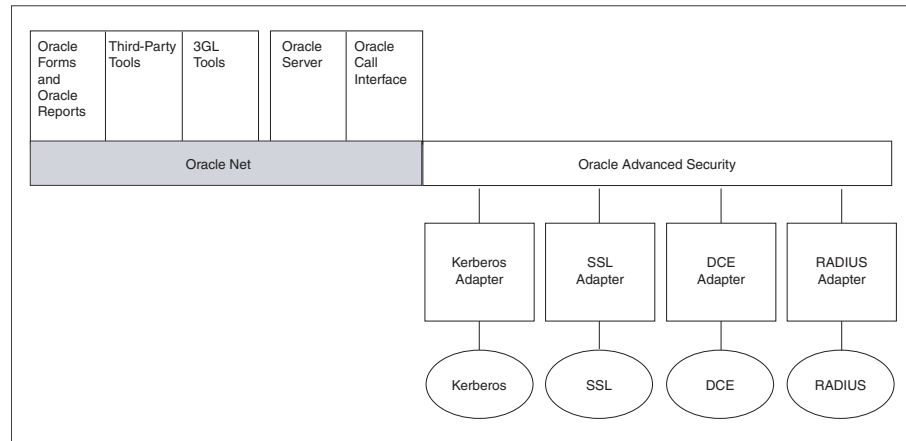 Oracle
Forms
and
Oracle
Reports
Third-Party
Tools
3GL
Tools
Oracle
Server
Oracle
Call
Interface
Oracle Net
Oracle Advanced Security
Kerberos
Adapter
SSL
Adapter
DCE
Adapter
RADIUS
Adapter
Kerberos
SSL
DCE
RADIUS